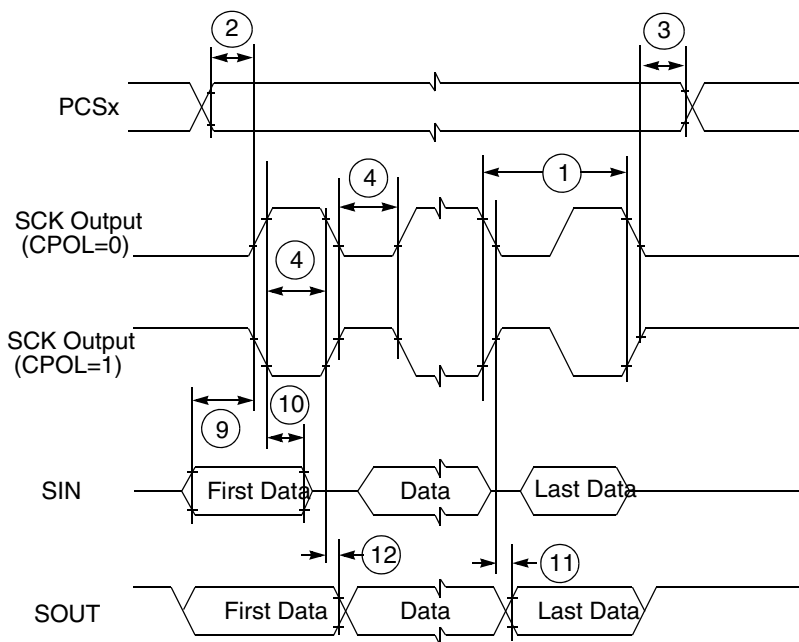 2
3
PCSx
4
1
SCK Output
(CPOL=0)
4
SCK Output
(CPOL=1)
10
9
SIN
First Data
Data
Last Data
12
11
SOUT
First Data
Data
Last Data